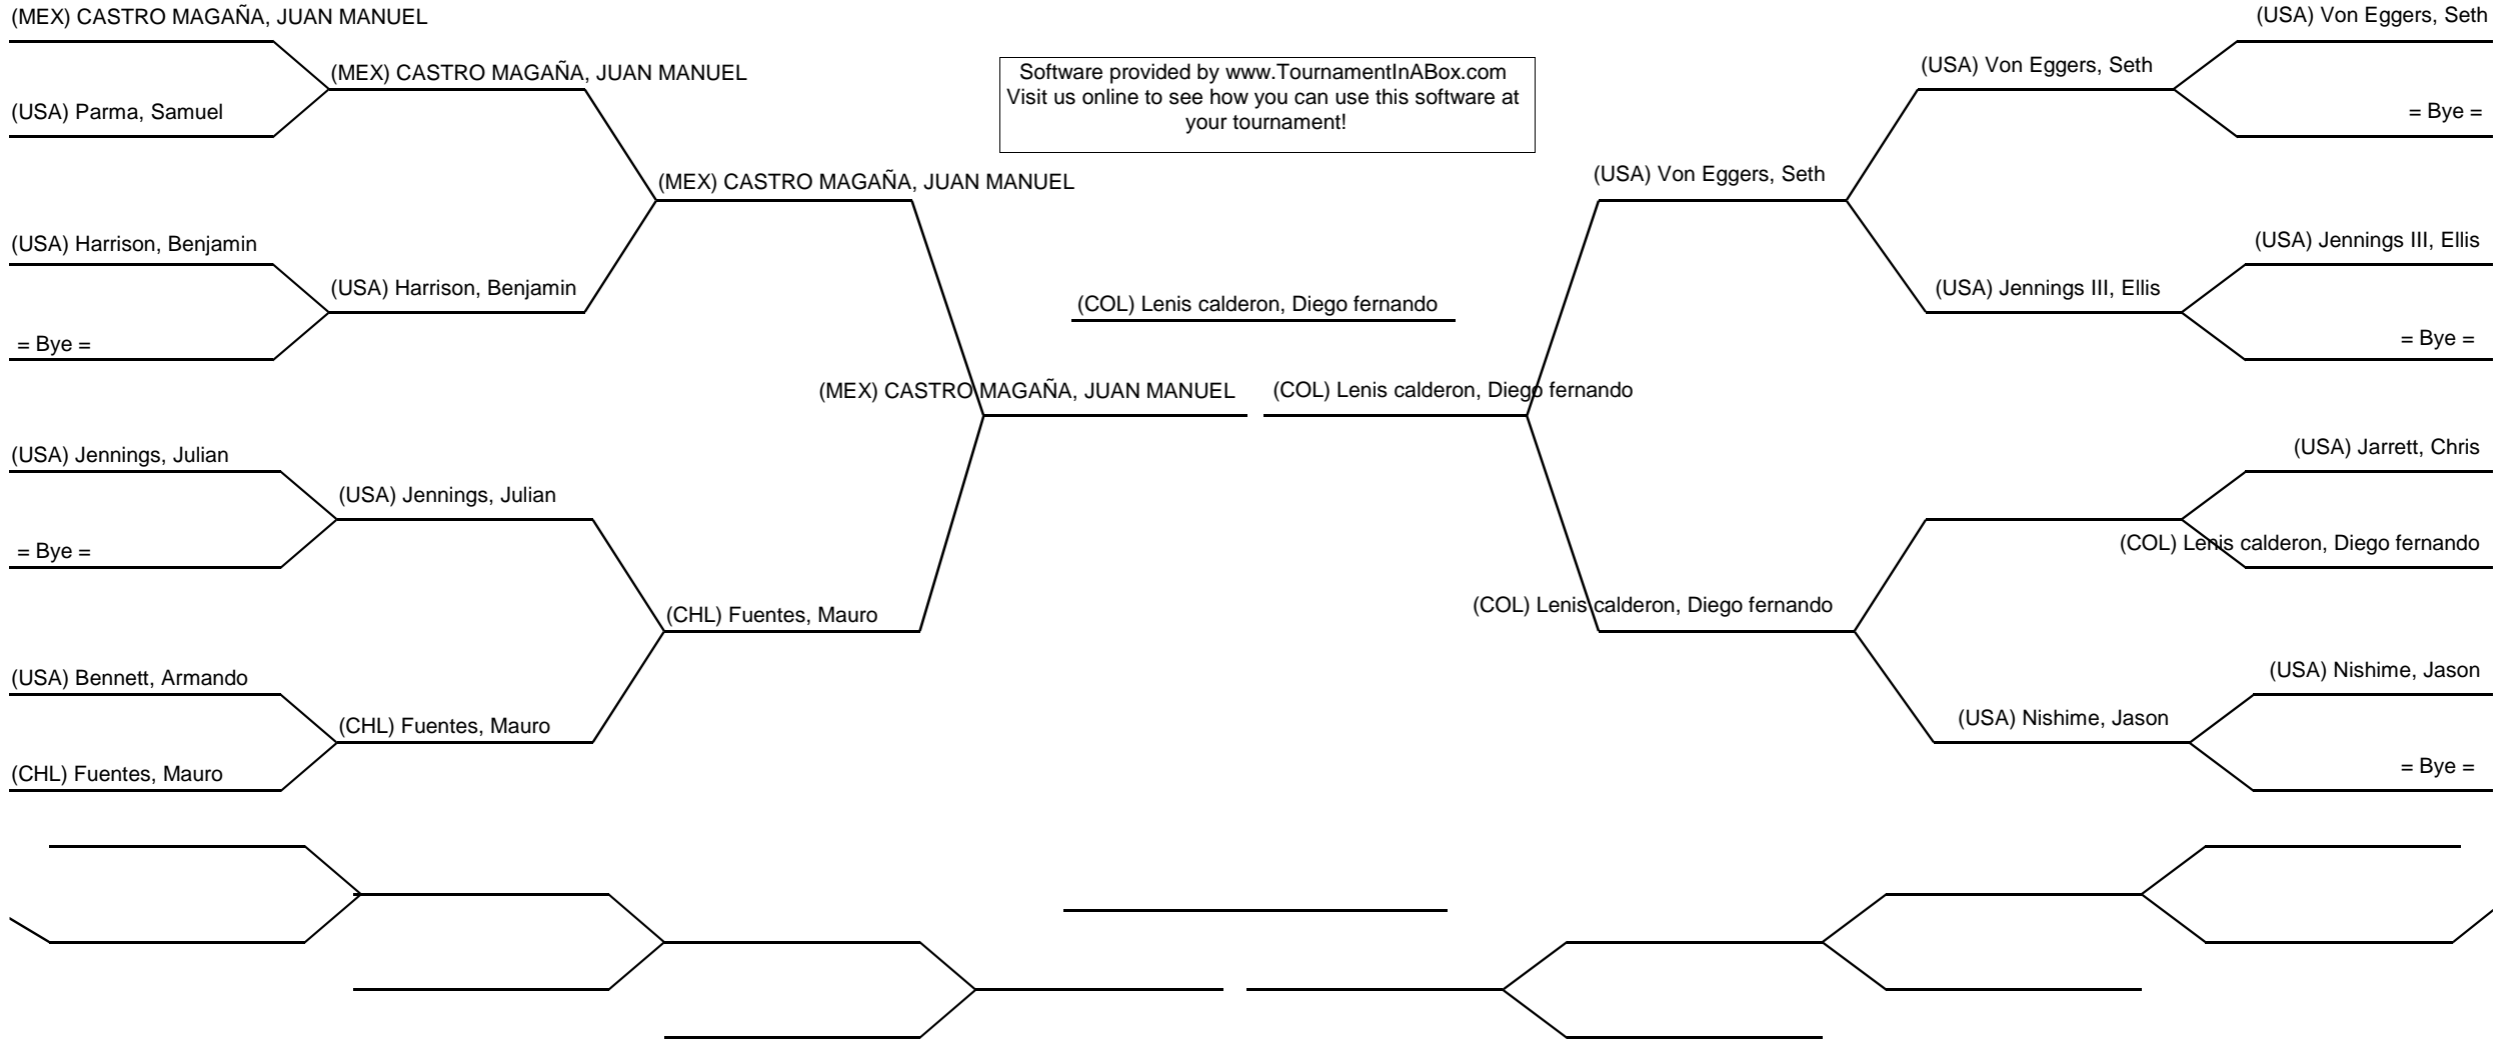 (MEX) CASTRO MAGAÑA, JUAN MANUEL
(USA) Parma, Samuel
(USA) Harrison, Benjamin
= Bye =
(USA) Jennings, Julian
= Bye =
(USA) Bennett, Armando
(CHL) Fuentes, Mauro
(MEX) CASTRO MAGAÑA, JUAN MANUEL
(USA) Harrison, Benjamin
(USA) Jennings, Julian
(CHL) Fuentes, Mauro
(MEX) CASTRO MAGAÑA, JUAN MANUEL
(CHL) Fuentes, Mauro
(MEX) CASTRO MAGAÑA, JUAN MANUEL
Software provided by www.TournamentInABox.com
Visit us online to see how you can use this software at
your tournament!
(COL) Lenis calderon, Diego fernando
(COL) Lenis calderon, Diego fernando
(USA) Von Eggers, Seth
(COL) Lenis calderon, Diego fernando
(USA) Von Eggers, Seth
(USA) Jennings III, Ellis
(USA) Nishime, Jason
(USA) Von Eggers, Seth
= Bye =
(USA) Jennings III, Ellis
= Bye =
(USA) Jarrett, Chris
(COL) Lenis calderon, Diego fernando
(USA) Nishime, Jason
= Bye =